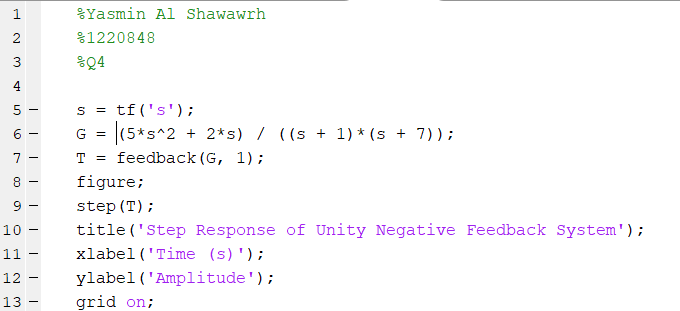 1 %Yasmin Al Shawawrh
2 %1220848
3 %Q4
4
5 – s = tf('s');
6 – G = (5*s^2 + 2*s) / ((s + 1)*(s + 7));
7 – T = feedback(G, 1);
8 – figure;
9 – step(T);
10 – title('Step Response of Unity Negative Feedback System');
11 – xlabel('Time (s)');
12 – ylabel('Amplitude');
13 – grid on;